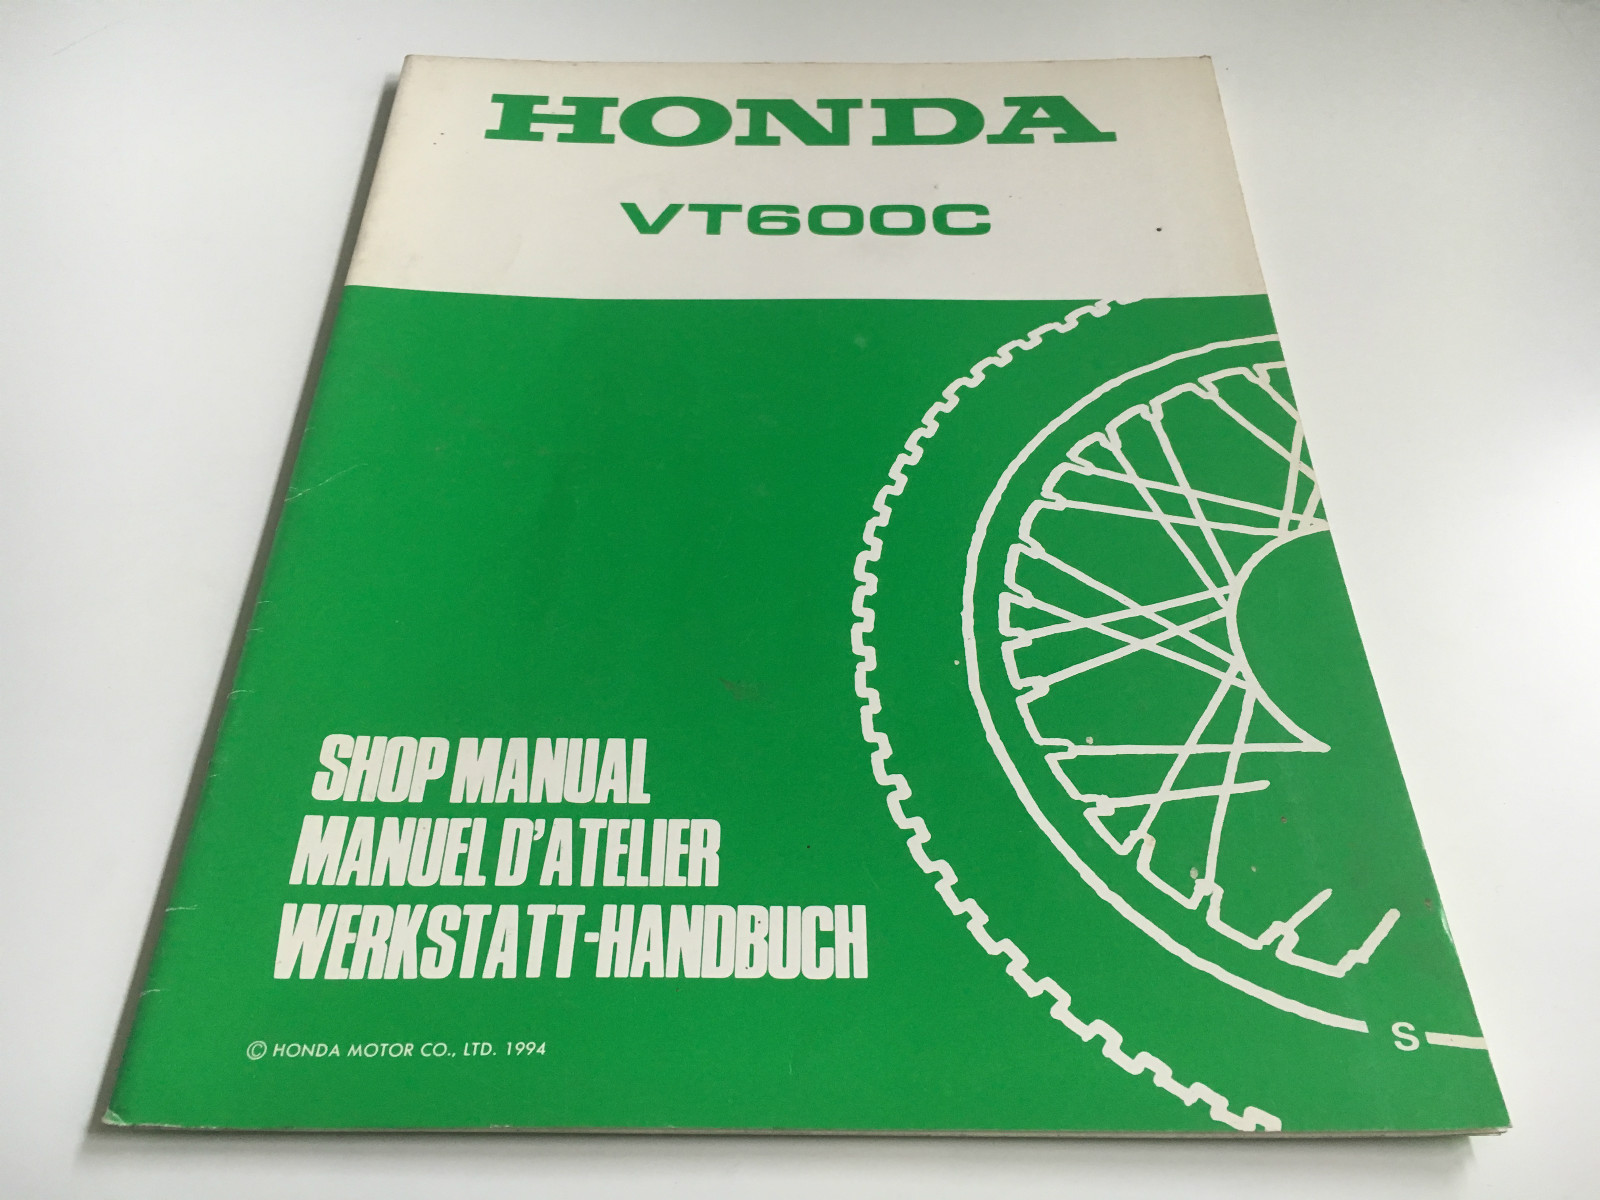 HONDA
VT600C
SHOP MANUAL
MANUEL D'ATELIER
WERKSTATT-HANDBUCH
© HONDA MOTOR CO., LTD. 1994
S